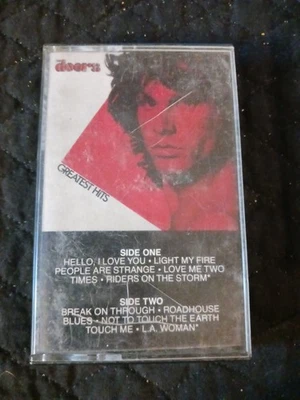 the doors
GREATEST HITS
SIDE ONE
HELLO, I LOVE YOU • LIGHT MY FIRE
PEOPLE ARE STRANGE • LOVE ME TWO
TIMES • RIDERS ON THE STORM*
SIDE TWO
BREAK ON THROUGH • ROADHOUSE
BLUES • NOT TO TOUCH THE EARTH
TOUCH ME • L.A. WOMAN*